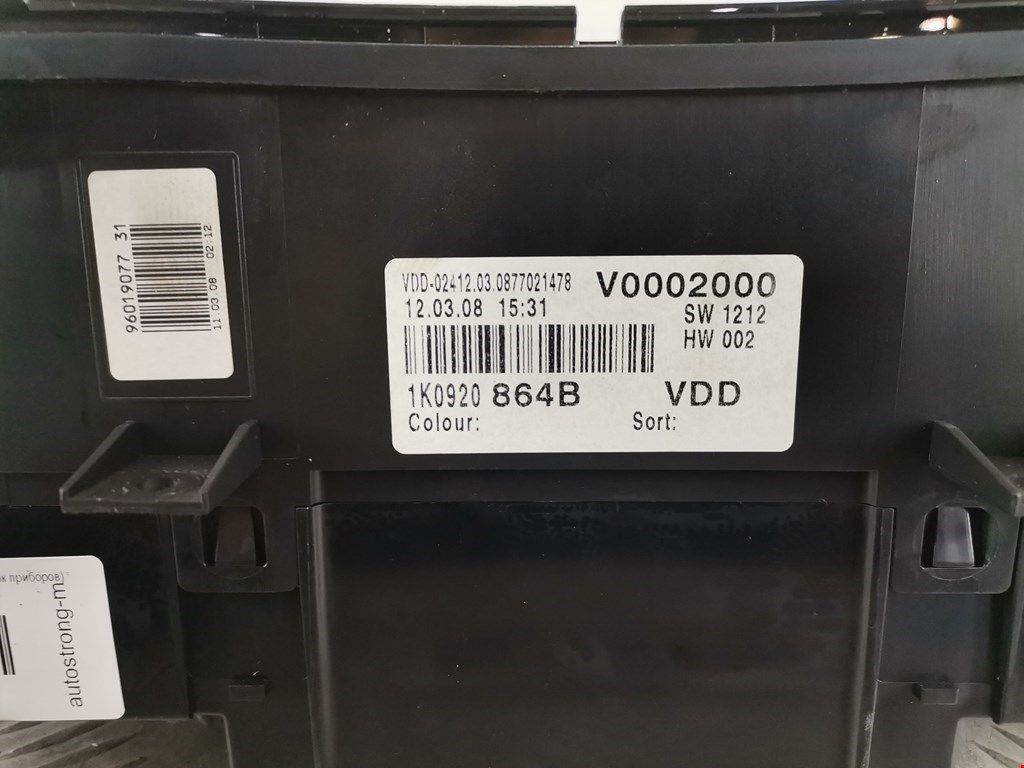 96019077 31
11.03.08 02:12
VDD-02412.03.0877021478
V0002000
12.03.08 15:31
SW 1212
HW 002
1K0920 864B
VDD
Colour:
Sort:
приборов)
autostrong-m